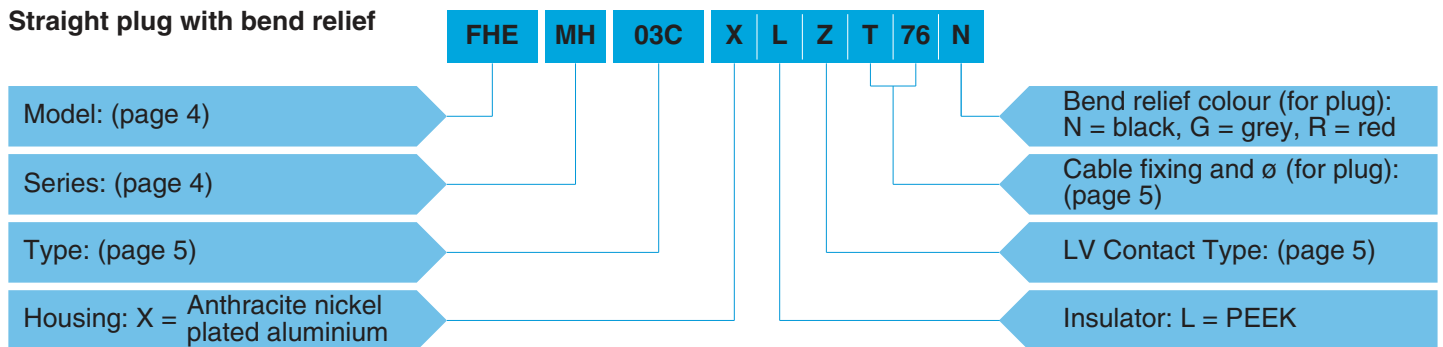 Straight plug with bend relief
FHE MH 03C X L Z T 76 N
Model: (page 4)
Series: (page 4)
Type: (page 5)
Housing: X = Anthracite nickel
plated aluminium
Bend relief colour (for plug):
N = black, G = grey, R = red
Cable fixing and ø (for plug):
(page 5)
LV Contact Type: (page 5)
Insulator: L = PEEK